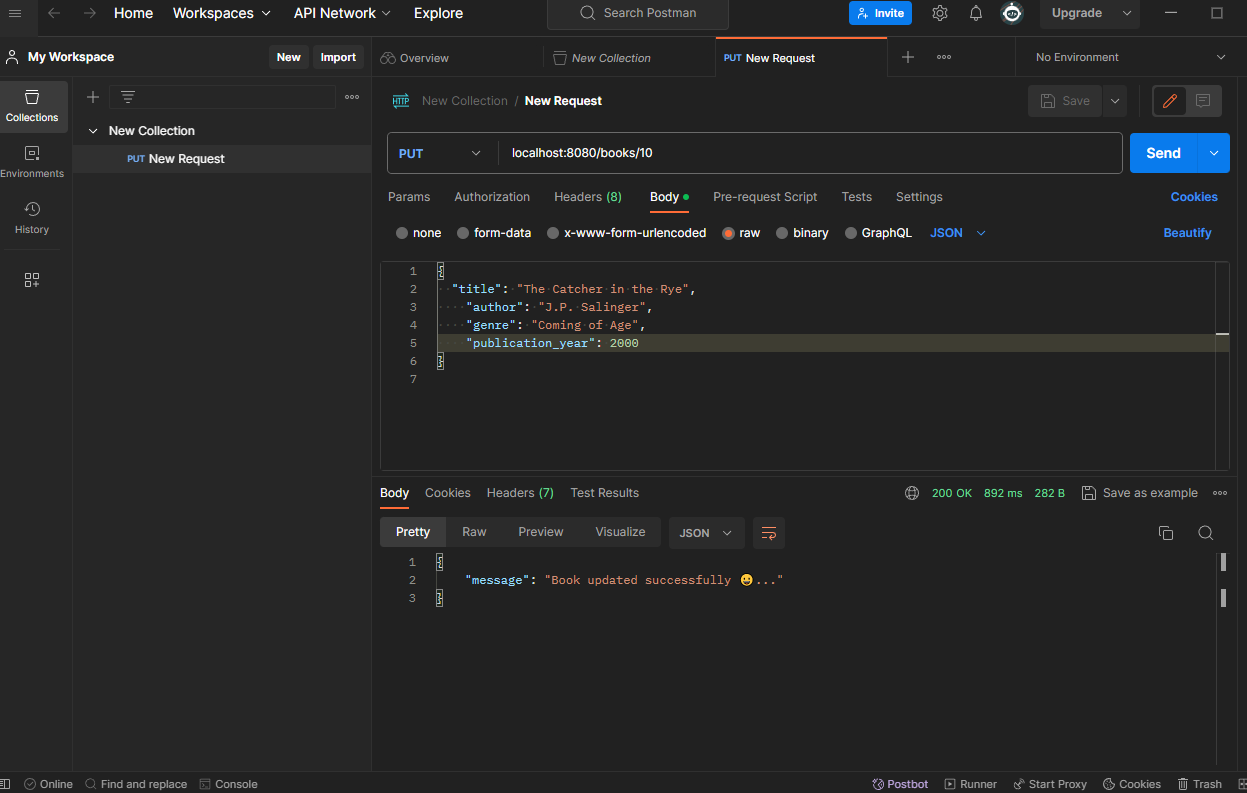 Home Workspaces API Network Explore Search Postman Invite Upgrade
My Workspace New Import Overview New Collection PUT New Request No Environment
Collections
Environments
History
New Collection
PUT New Request
HTTP New Collection / New Request Save
PUT localhost:8080/books/10 Send
Params Authorization Headers (8) Body Pre-request Script Tests Settings Cookies
none form-data x-www-form-urlencoded raw binary GraphQL JSON Beautify
1 {
2 "title": "The Catcher in the Rye",
3 "author": "J.P. Salinger",
4 "genre": "Coming of Age",
5 "publication_year": 2000
6 }
7
Body Cookies Headers (7) Test Results 200 OK 892 ms 282 B Save as example
Pretty Raw Preview Visualize JSON
1 {
2 "message": "Book updated successfully 😀..."
3 }
Online Find and replace Console Postbot Runner Start Proxy Cookies Trash